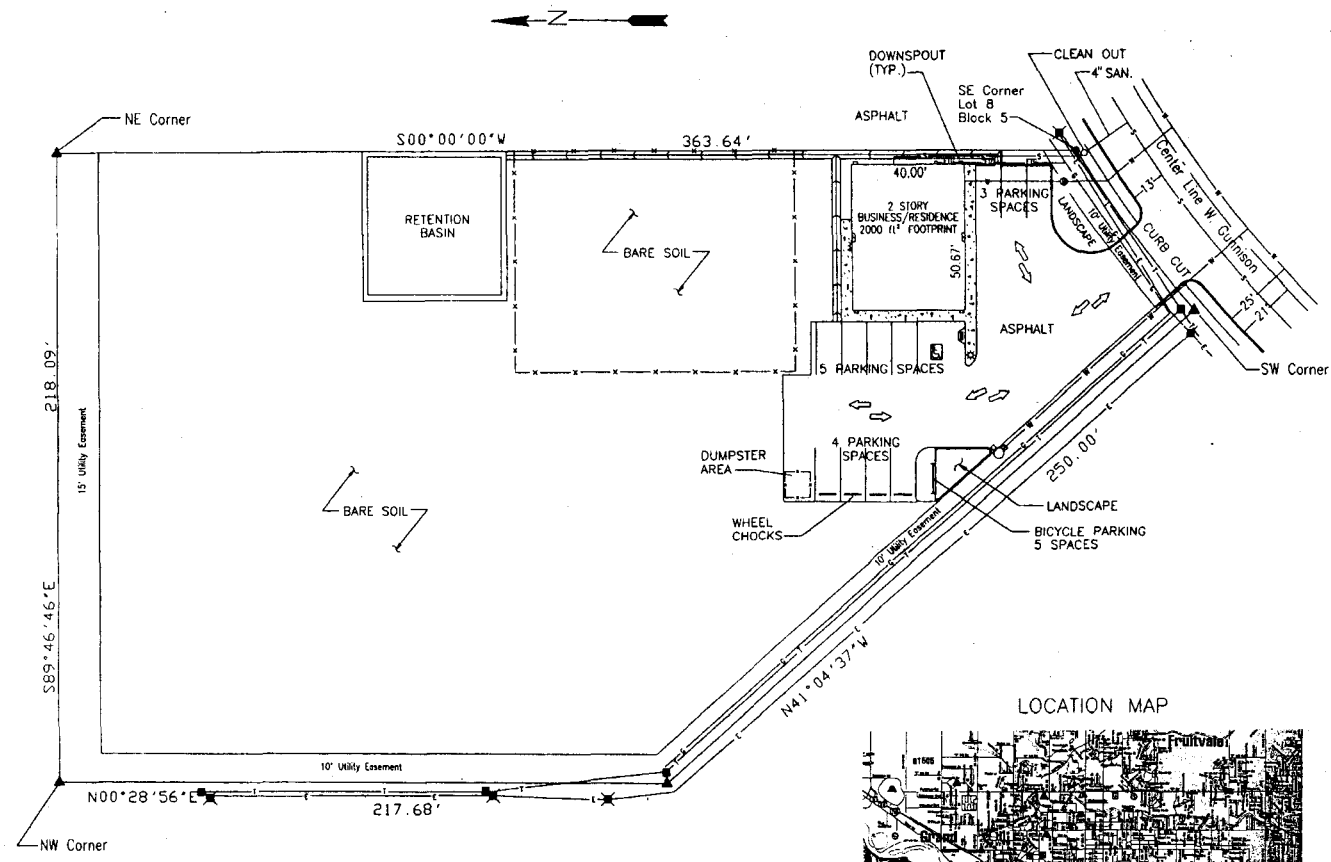 N
DOWNSPOUT
(TYP.)
CLEAN OUT
4" SAN.
SE Corner
Lot 8
Block 5
ASPHALT
NE Corner
S00°00'00"W
363.64'
Center Line W. Gunnison
13'
40.00'
3 PARKING
SPACES
2 STORY
BUSINESS/RESIDENCE
2000 ft² FOOTPRINT
50.67'
LANDSCAPE
10' Utility Easement
CURB CUT
RETENTION
BASIN
BARE SOIL
25'
21'
ASPHALT
SW Corner
5 PARKING SPACES
218.09'
15' Utility Easement
S89°46'46"E
4 PARKING
SPACES
DUMPSTER
AREA
250.00'
BARE SOIL
LANDSCAPE
WHEEL
CHOCKS
BICYCLE PARKING
5 SPACES
10' Utility Easement
N41°04'37"W
LOCATION MAP
Fruitvale
81505
Grand
10' Utility Easement
N00°28'56"E
217.68'
NW Corner